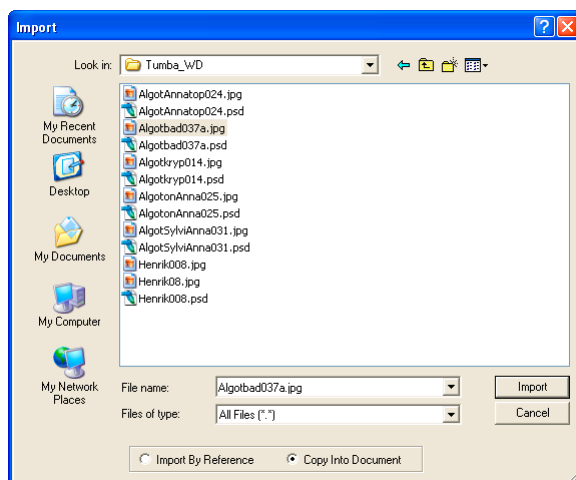 Import
Look in: Tumba_WD
My Recent
Documents
Desktop
My Documents
My Computer
My Network
Places
AlgotAnnatop024.jpg
AlgotAnnatop024.psd
Algotbad037a.jpg
Algotbad037a.psd
Algotkryp014.jpg
Algotkryp014.psd
AlgotonAnna025.jpg
AlgotonAnna025.psd
AlgotSylviAnna031.jpg
AlgotSylviAnna031.psd
Henrik008.jpg
Henrik08.jpg
Henrik008.psd
File name: Algotbad037a.jpg Import
Files of type: All Files (*.*) Cancel
Import By Reference Copy Into Document